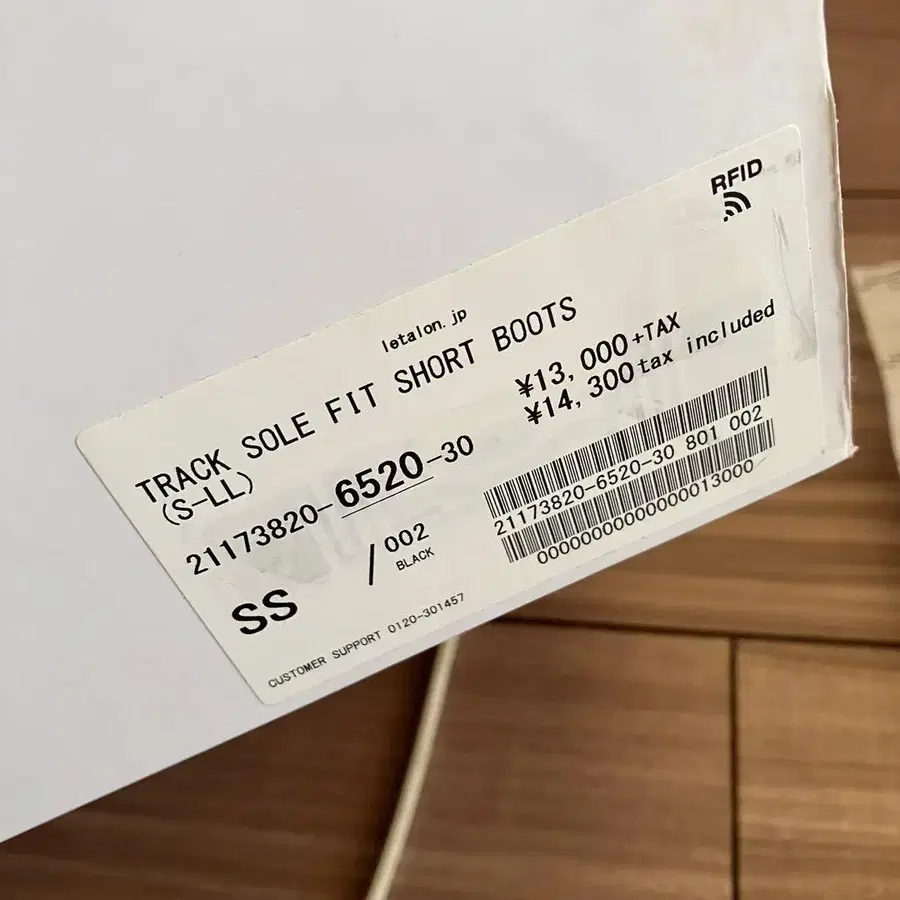 RFID
letalon.jp
TRACK SOLE FIT SHORT BOOTS
(S-LL)
¥13,000+TAX
¥14,300tax included
21173820-6520-30
21173820-6520-30 801 002
0000000000000013000
SS / 002
BLACK
CUSTOMER SUPPORT 0120-301457